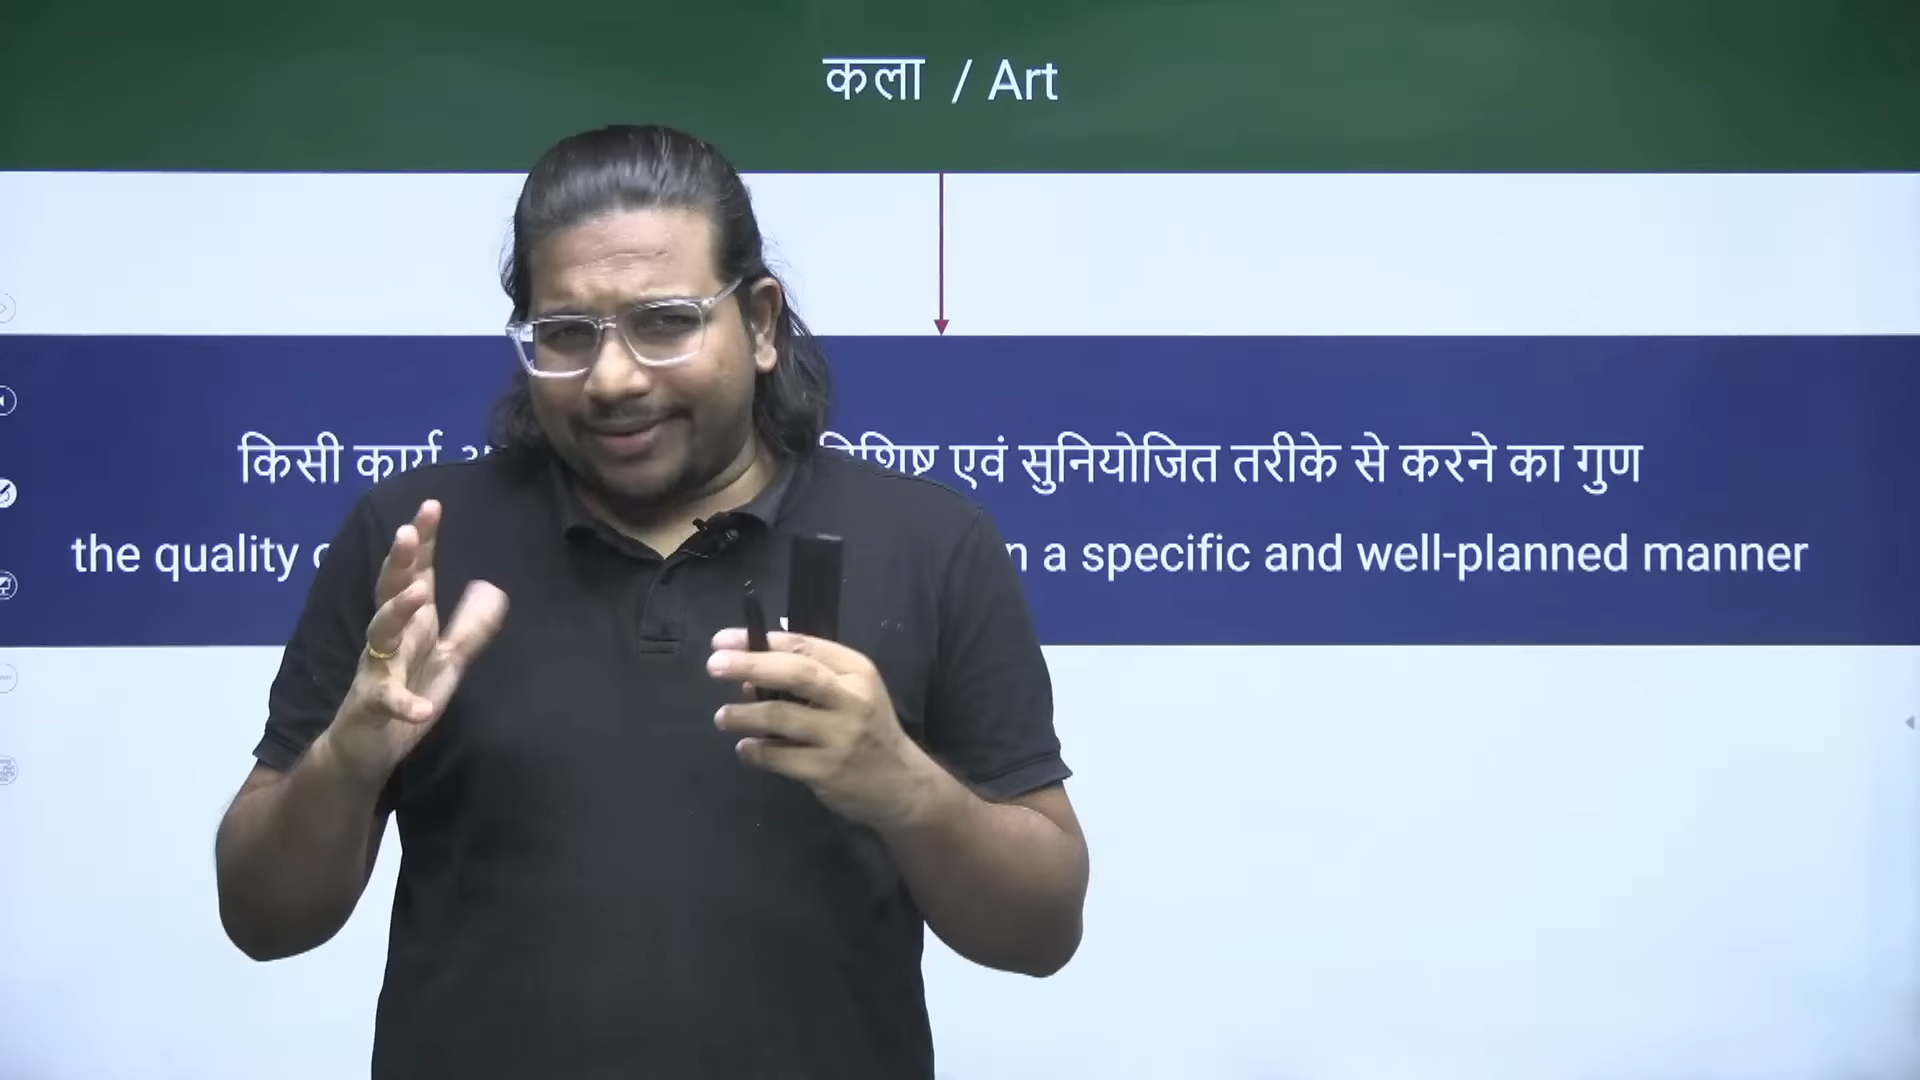 कला / Art
किसी कार्य एवं सुनियोजित तरीके से करने का गुण
the quality a specific and well-planned manner